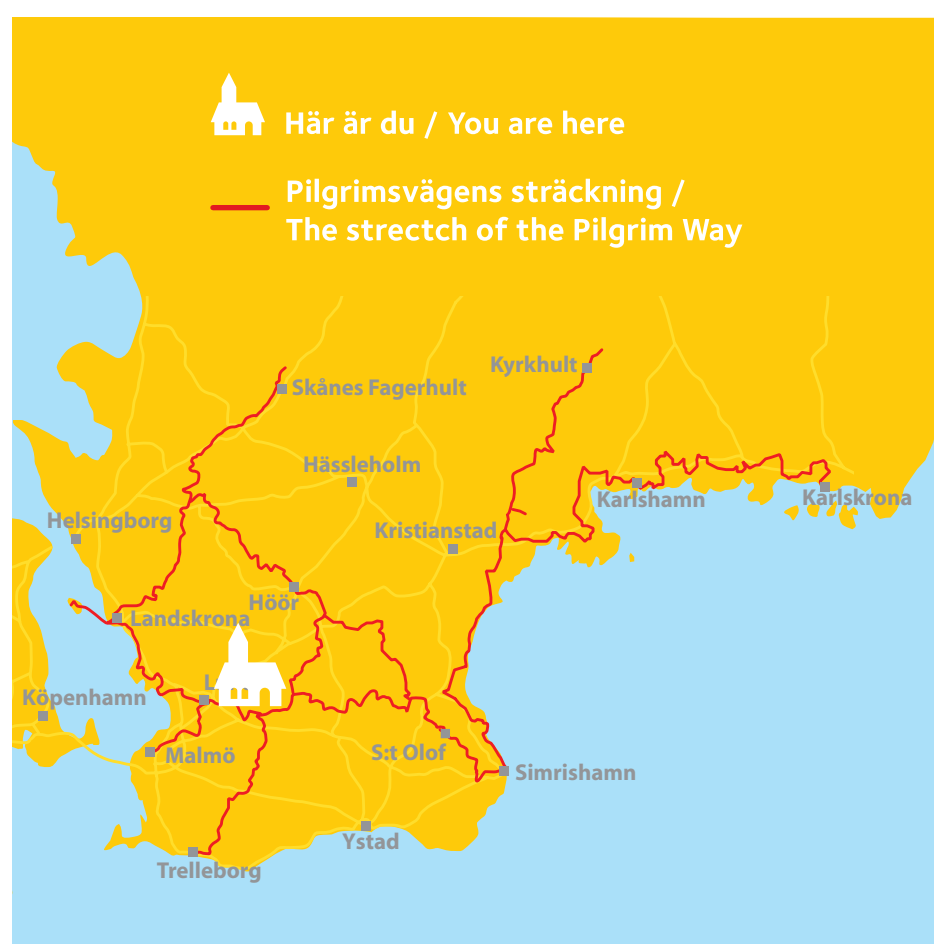 Här är du / You are here
Pilgrimsvägens sträckning /
The strectch of the Pilgrim Way
Kyrkhult
Skånes Fagerhult
Hässleholm
Karlshamn
Karlskrona
Helsingborg
Kristianstad
Höör
Landskrona
Köpenhamn
Malmö
S:t Olof
Simrishamn
Ystad
Trelleborg